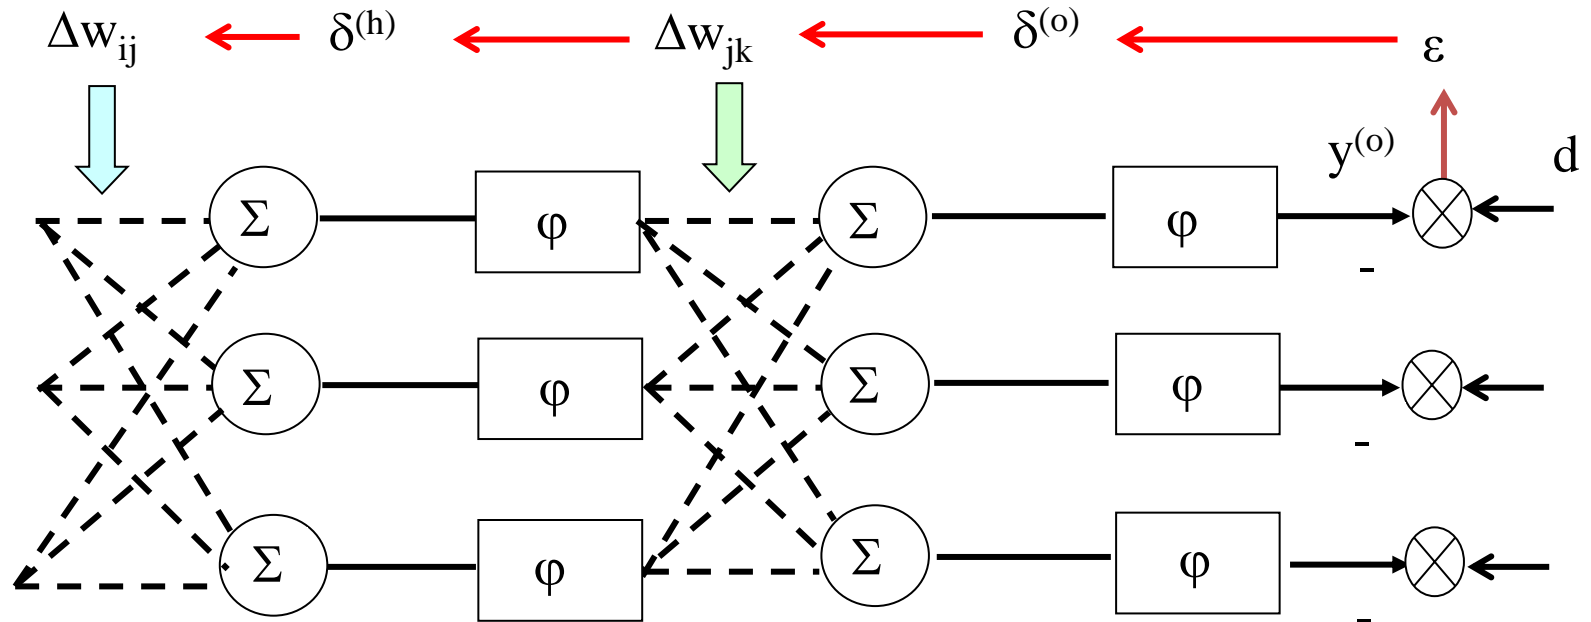 Δw_ij δ^(h) Δw_jk δ^(o) ε
y^(o) d
Σ φ Σ φ
-
Σ φ Σ φ
-
Σ φ Σ φ
-